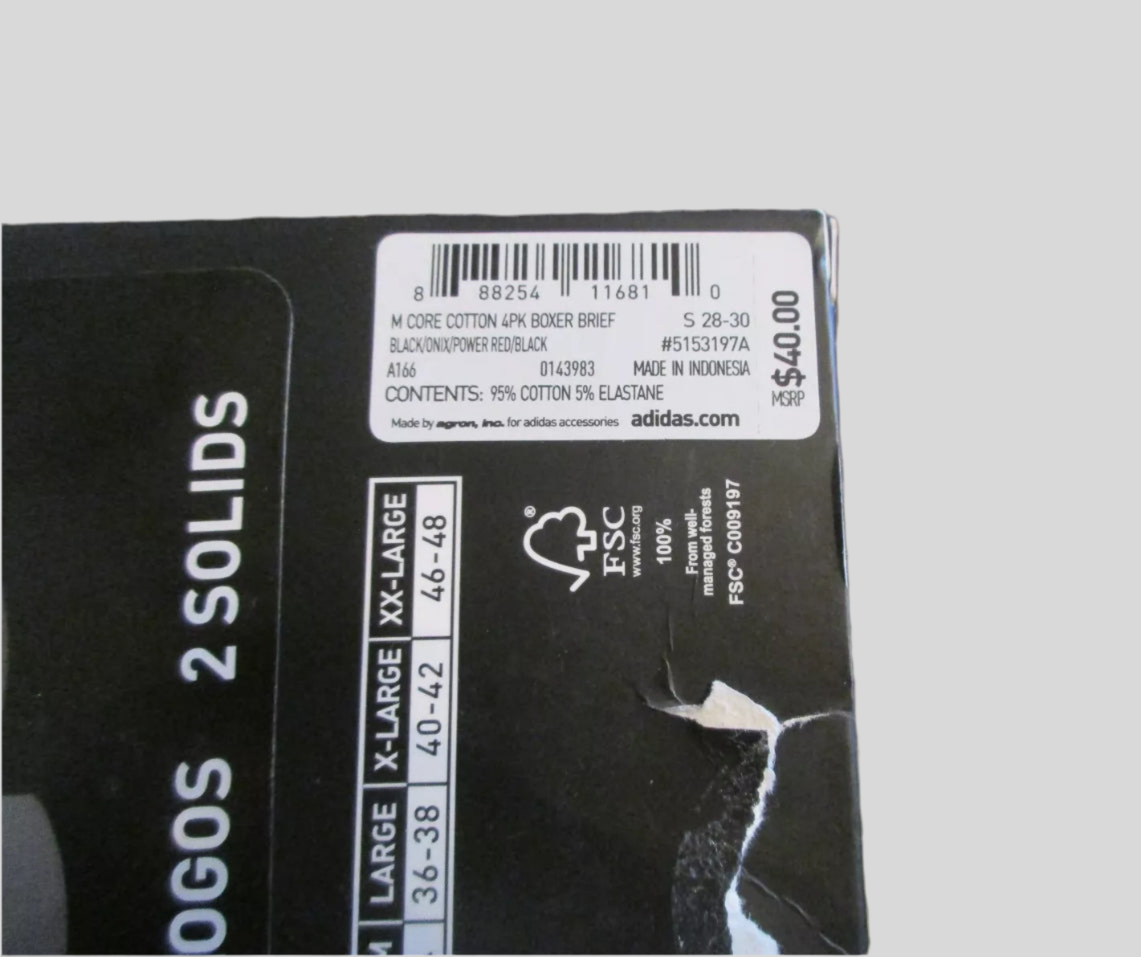 8 88254 11681 0
M CORE COTTON 4PK BOXER BRIEF S 28-30
BLACK/ONIX/POWER RED/BLACK #5153197A
A166 0143983 MADE IN INDONESIA
CONTENTS: 95% COTTON 5% ELASTANE
Made by agron, inc. for adidas accessories adidas.com
$40.00
MSRP
OGOS 2 SOLIDS
M LARGE X-LARGE XX-LARGE
36-38 40-42 46-48
®
FSC
www.fsc.org
100%
From well-
managed forests
FSC® C009197